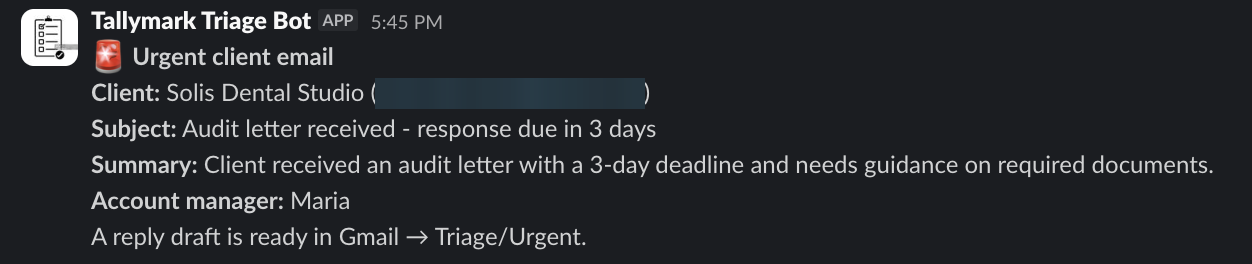 Tallymark Triage Bot APP 5:45 PM
🚨 Urgent client email
Client: Solis Dental Studio ( )
Subject: Audit letter received - response due in 3 days
Summary: Client received an audit letter with a 3-day deadline and needs guidance on required documents.
Account manager: Maria
A reply draft is ready in Gmail → Triage/Urgent.